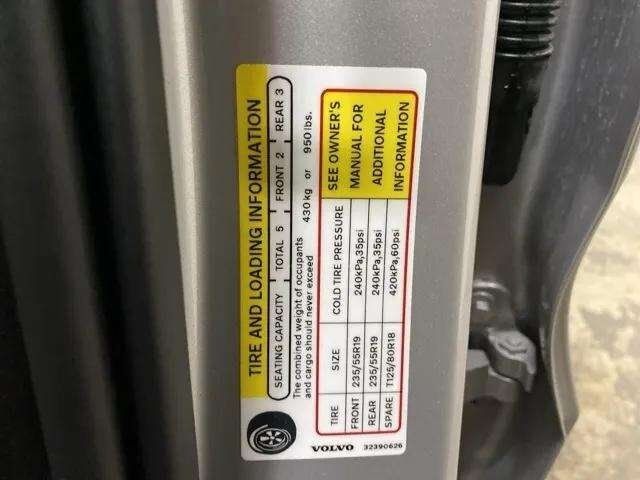 TIRE AND LOADING INFORMATION
SEATING CAPACITY TOTAL 5 FRONT 2 REAR 3
The combined weight of occupants
and cargo should never exceed 430 kg or 950 lbs.
TIRE SIZE COLD TIRE PRESSURE
FRONT 235/55R19 240kPa,35psi
REAR 235/55R19 240kPa,35psi
SPARE T125/80R18 420kPa,60psi
SEE OWNER'S
MANUAL FOR
ADDITIONAL
INFORMATION
VOLVO 32390626